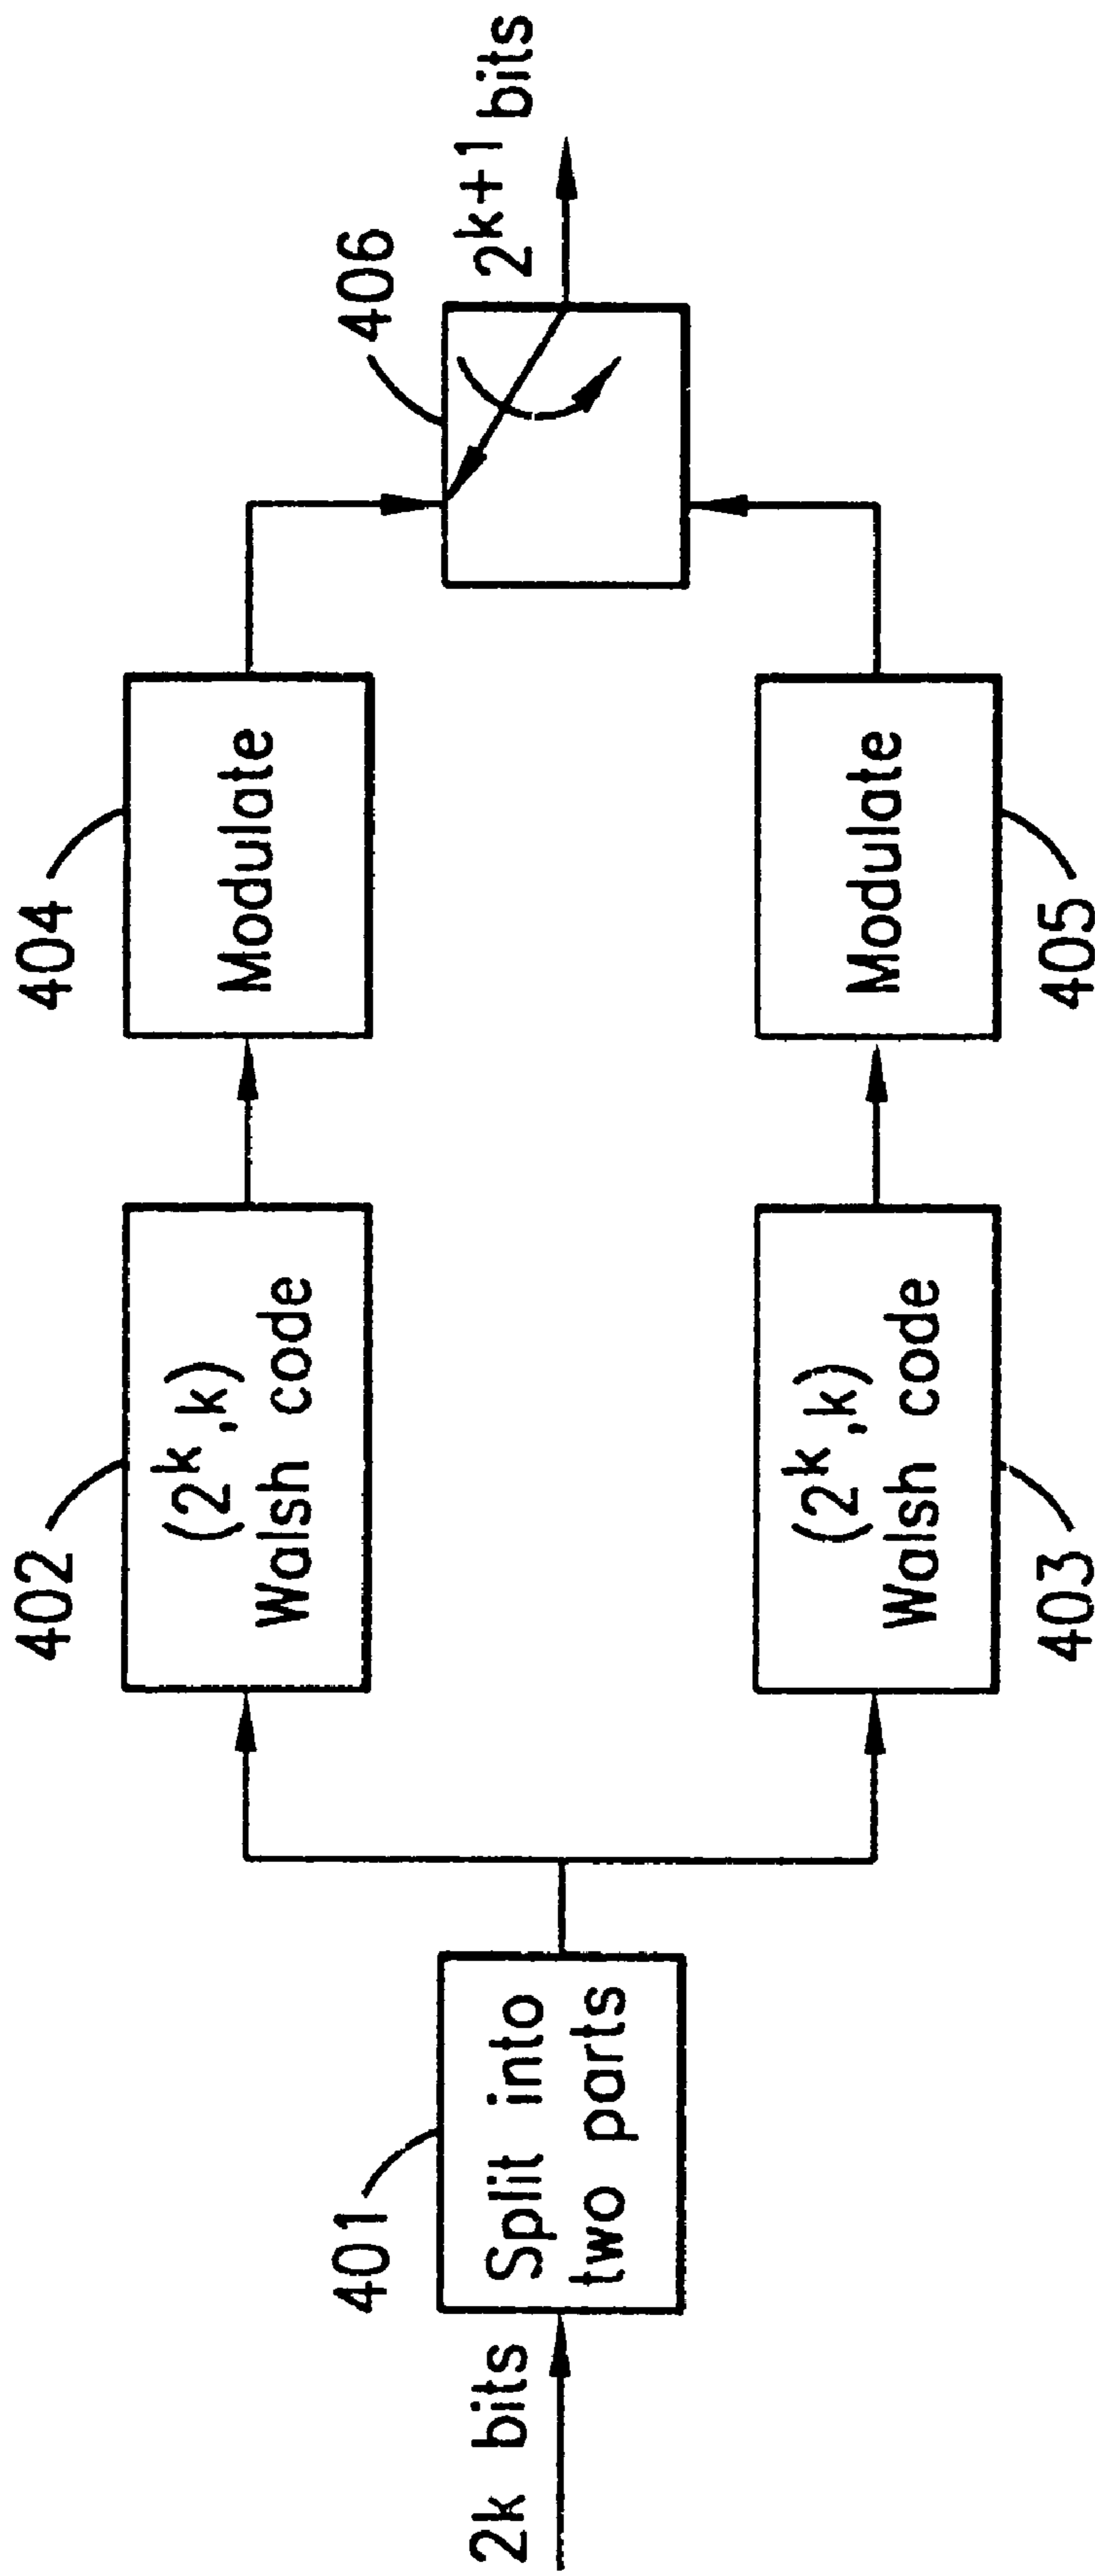 2k bits
401
Split into
two parts
402
(2^k,k)
Walsh code
404
Modulate
403
(2^k,k)
Walsh code
405
Modulate
406
2^k+1 bits